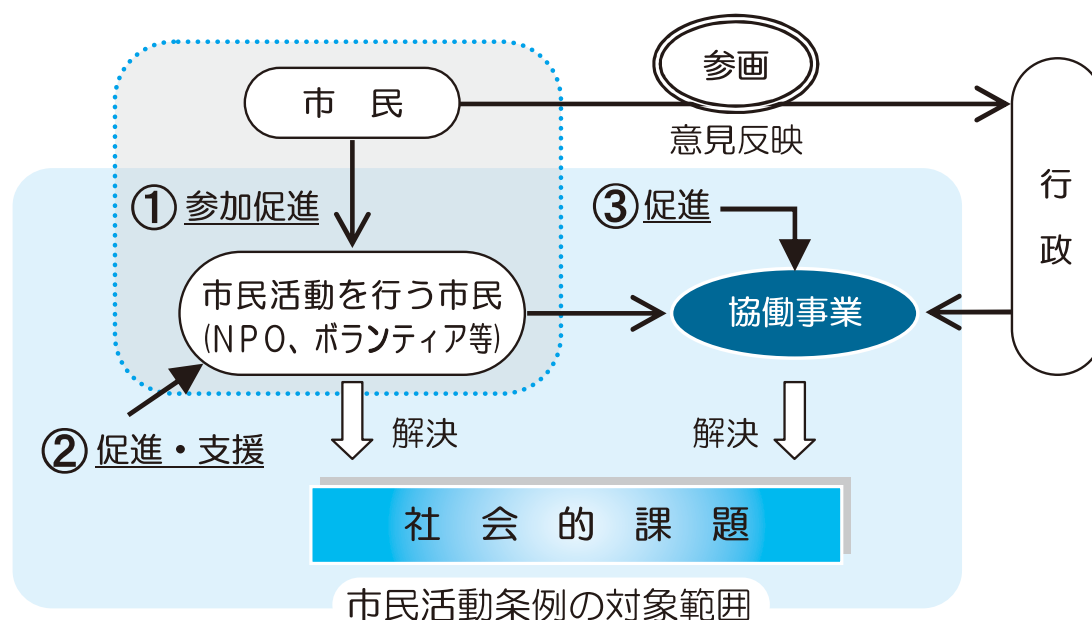 参画
市民
意見反映
行政
①参加促進
③促進
市民活動を行う市民
(NPO、ボランティア等)
協働事業
②促進・支援
解決
解決
社会的課題
市民活動条例の対象範囲